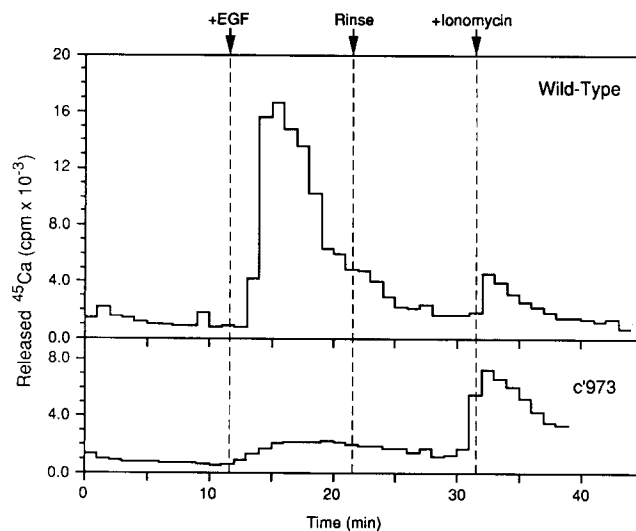 +EGF Rinse +Ionomycin
20
Wild-Type
16
12
8.0
4.0
0.0
8.0
c'973
4.0
0.0
0 10 20 30 40
Time (min)
Released ⁴⁵Ca (cpm x 10⁻³)